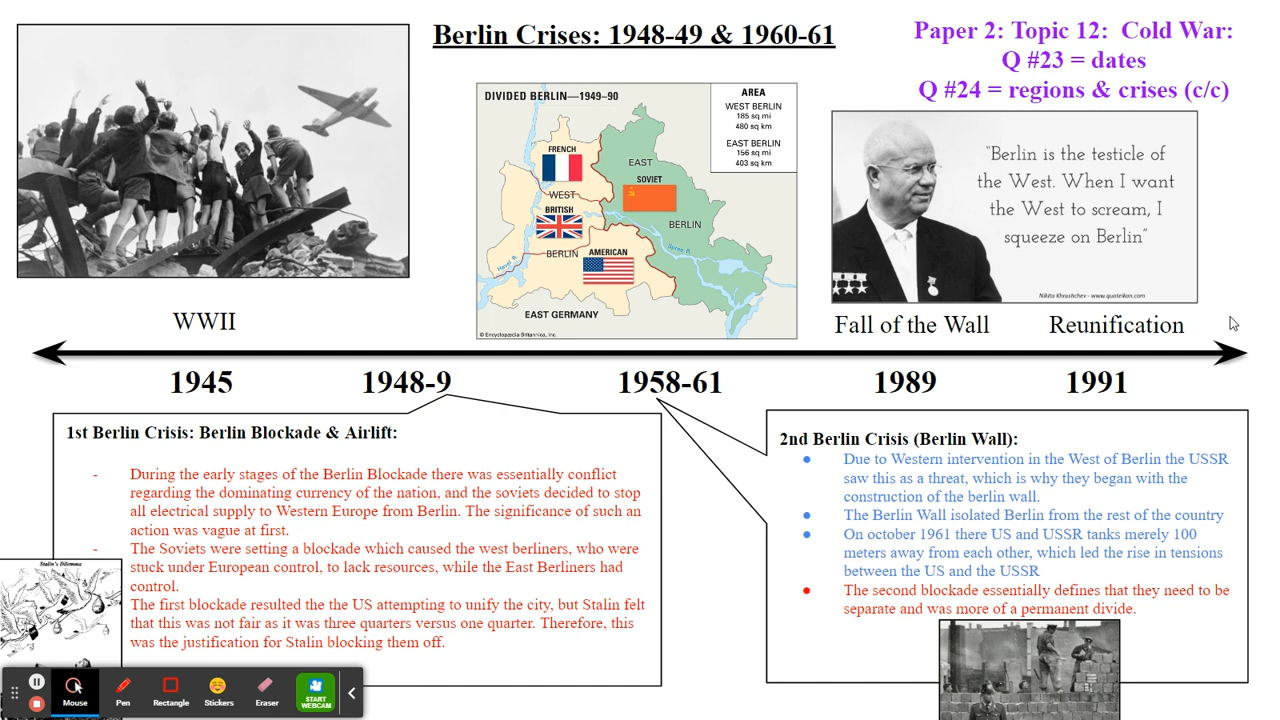 Berlin Crises: 1948-49 & 1960-61
Paper 2: Topic 12: Cold War:
Q #23 = dates
Q #24 = regions & crises (c/c)
DIVIDED BERLIN—1949–90
AREA
WEST BERLIN
185 sq mi
480 sq km
EAST BERLIN
156 sq mi
403 sq km
FRENCH
WEST
BRITISH
BERLIN
AMERICAN
EAST
SOVIET
BERLIN
Havel R.
Spree R.
EAST GERMANY
© Encyclopædia Britannica, Inc.
"Berlin is the testicle of
the West. When I want
the West to scream, I
squeeze on Berlin"
Nikita Khrushchev - www.quoteikon.com
WWII
Fall of the Wall
Reunification
1945
1948-9
1958-61
1989
1991
1st Berlin Crisis: Berlin Blockade & Airlift:
- During the early stages of the Berlin Blockade there was essentially conflict
regarding the dominating currency of the nation, and the soviets decided to stop
all electrical supply to Western Europe from Berlin. The significance of such an
action was vague at first.
- The Soviets were setting a blockade which caused the west berliners, who were
stuck under European control, to lack resources, while the East Berliners had
control.
The first blockade resulted the the US attempting to unify the city, but Stalin felt
that this was not fair as it was three quarters versus one quarter. Therefore, this
was the justification for Stalin blocking them off.
2nd Berlin Crisis (Berlin Wall):
● Due to Western intervention in the West of Berlin the USSR
saw this as a threat, which is why they began with the
construction of the berlin wall.
● The Berlin Wall isolated Berlin from the rest of the country
● On october 1961 there US and USSR tanks merely 100
meters away from each other, which led the rise in tensions
between the US and the USSR
● The second blockade essentially defines that they need to be
separate and was more of a permanent divide.
Stalin's Dilemma
Mouse
Pen
Rectangle
Stickers
Eraser
START
WEBCAM